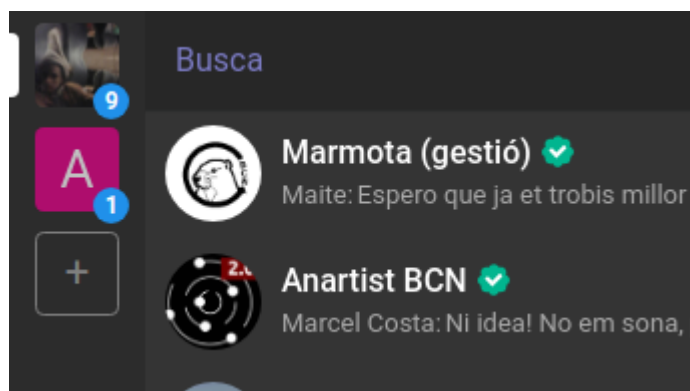 9
A
1
+
Busca
Marmota (gestió)
Maite: Espero que ja et trobis millor
BCN
Anartist BCN
Marcel Costa: Ni idea! No em sona,